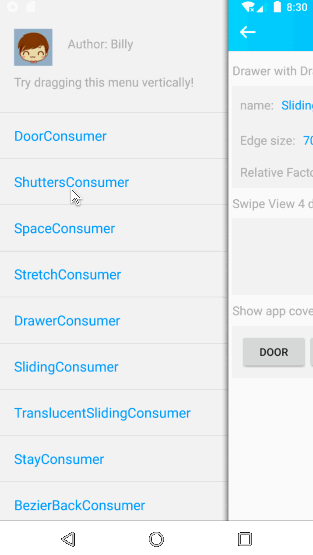 8:30
Author: Billy
Try dragging this menu vertically!
DoorConsumer
ShuttersConsumer
SpaceConsumer
StretchConsumer
DrawerConsumer
SlidingConsumer
TranslucentSlidingConsumer
StayConsumer
BezierBackConsumer
Drawer with Dr
name: Sliding
Edge size: 70
Relative Facto
Swipe View 4 d
Show app cove
DOOR